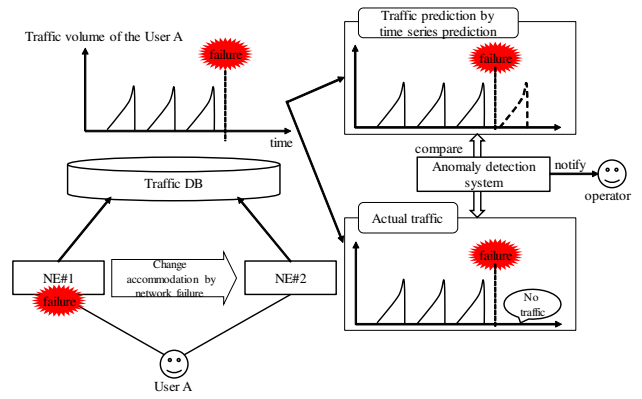 Traffic volume of the User A
failure
time
Traffic DB
NE#1
failure
Change
accommodation by
network failure
NE#2
User A
Traffic prediction by
time series prediction
failure
compare
Anomaly detection
system
notify
operator
Actual traffic
failure
No
traffic